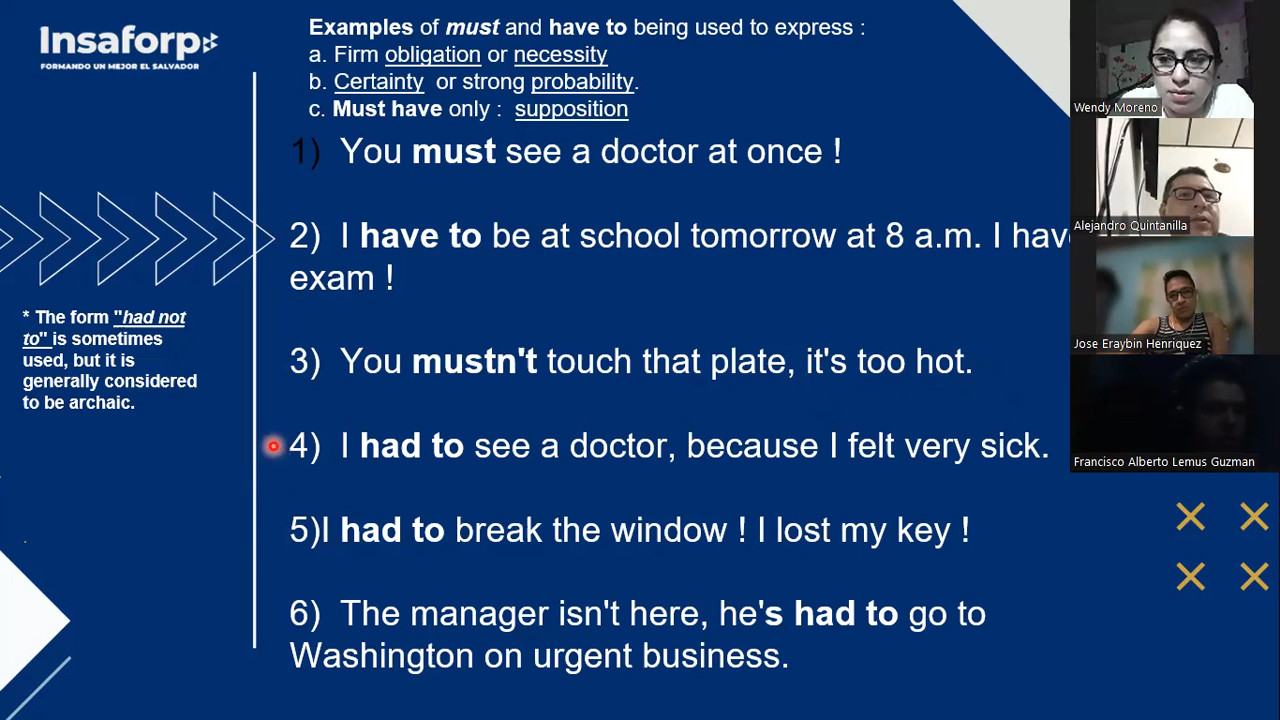 Insaforp
FORMANDO UN MEJOR EL SALVADOR
Examples of must and have to being used to express :
a. Firm obligation or necessity
b. Certainty or strong probability.
c. Must have only : supposition
1) You must see a doctor at once !
2) I have to be at school tomorrow at 8 a.m. I have
exam !
3) You mustn't touch that plate, it's too hot.
4) I had to see a doctor, because I felt very sick.
5)I had to break the window ! I lost my key !
6) The manager isn't here, he's had to go to
Washington on urgent business.
* The form "had not
to" is sometimes
used, but it is
generally considered
to be archaic.
Wendy Moreno
Alejandro Quintanilla
Jose Eraybin Henriquez
Francisco Alberto Lemus Guzman